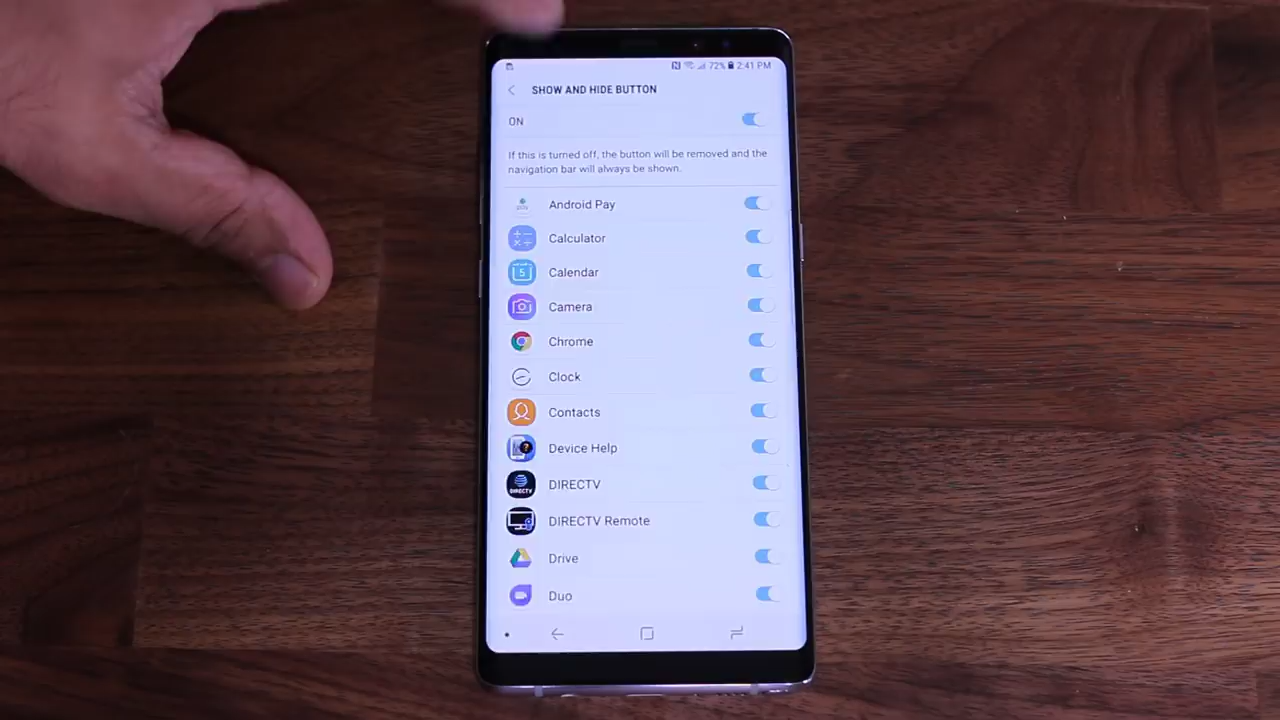 72% 2:41 PM
SHOW AND HIDE BUTTON
ON
If this is turned off, the button will be removed and the
navigation bar will always be shown.
Android Pay
Calculator
5
Calendar
Camera
Chrome
Clock
Contacts
?
Device Help
DIRECTV
DIRECTV
DIRECTV Remote
Drive
Duo